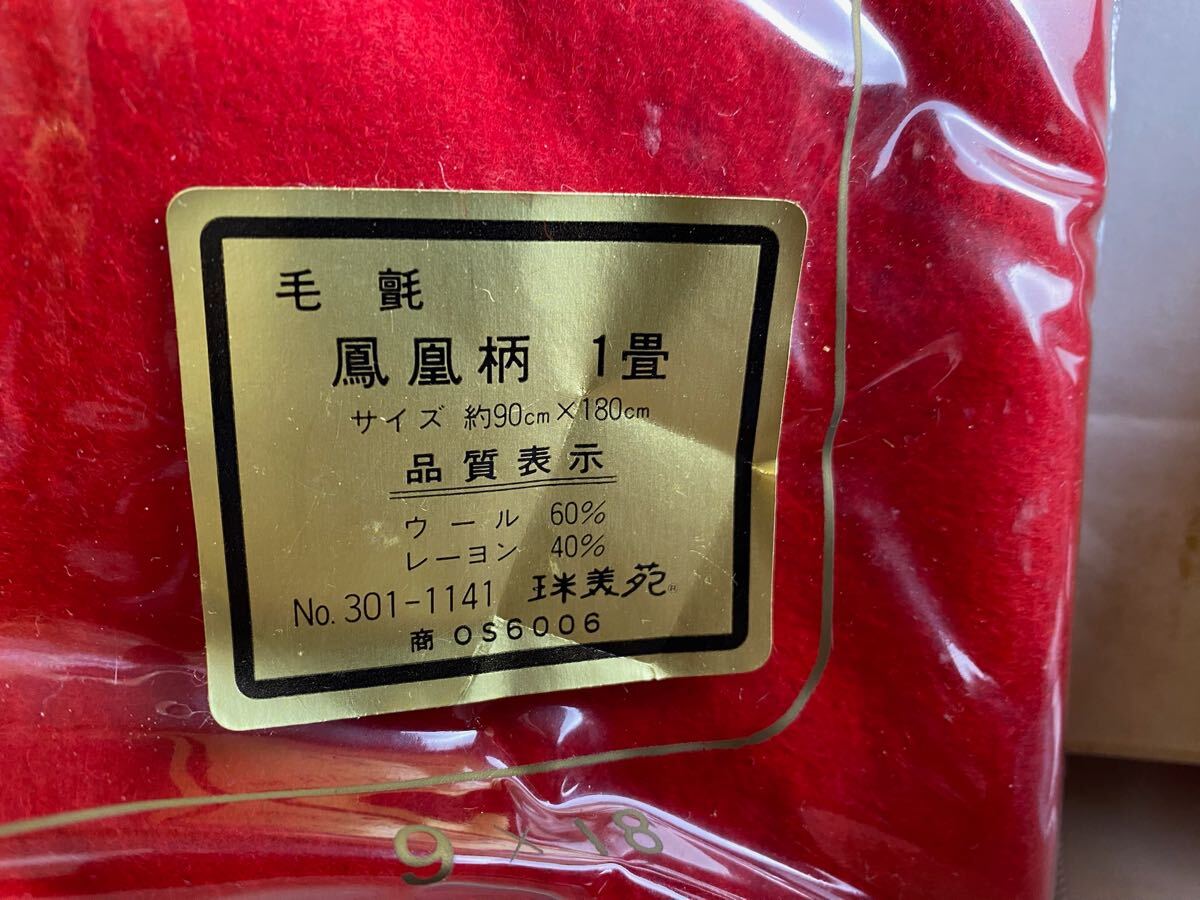 毛氈
鳳凰柄 1畳
サイズ 約90cm×180cm
品質表示
ウール 60%
レーヨン 40%
No.301-1141 珠美苑®
商 OS6006
9×18